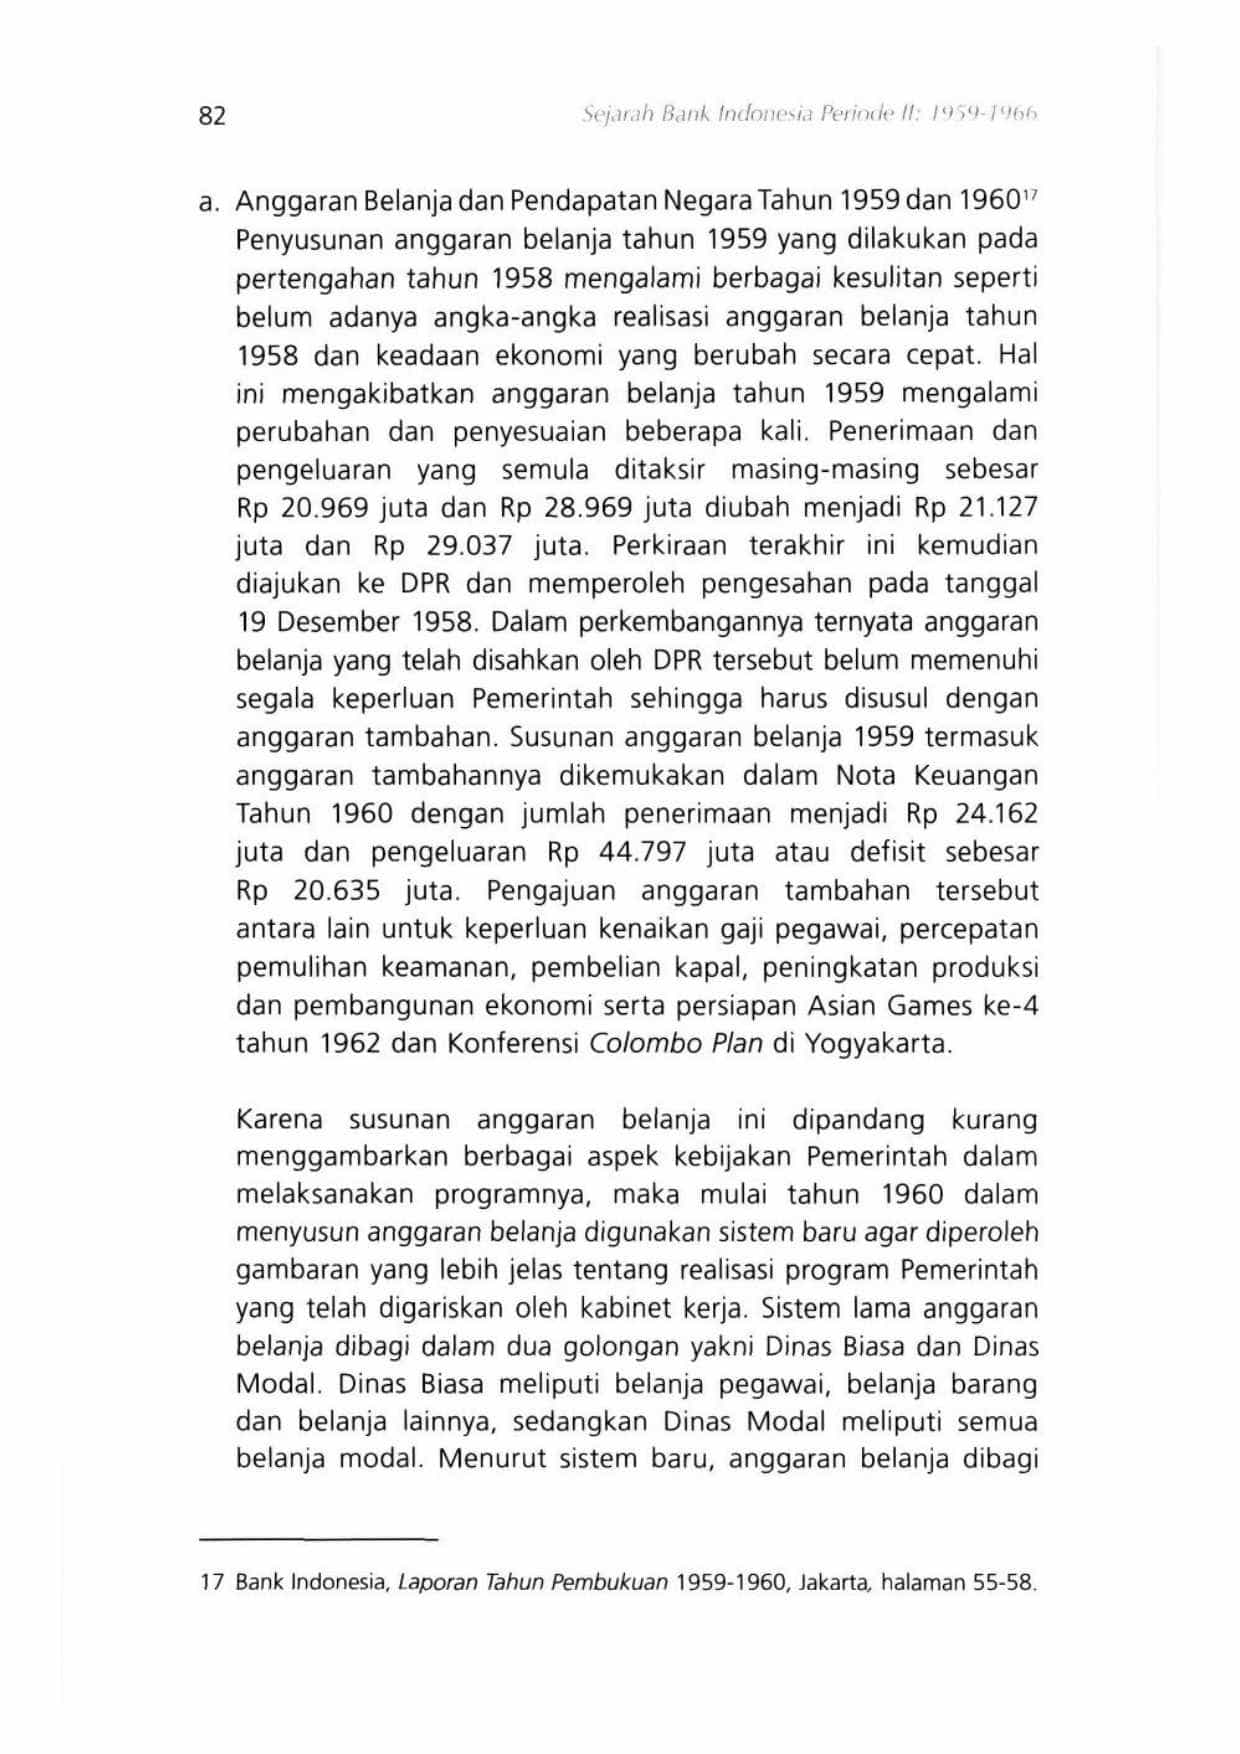 82
Sejarah Bank Indonesia Periode II: 1959-1966
a. Anggaran Belanja dan Pendapatan Negara Tahun 1959 dan 1960¹⁷
Penyusunan anggaran belanja tahun 1959 yang dilakukan pada
pertengahan tahun 1958 mengalami berbagai kesulitan seperti
belum adanya angka-angka realisasi anggaran belanja tahun
1958 dan keadaan ekonomi yang berubah secara cepat. Hal
ini mengakibatkan anggaran belanja tahun 1959 mengalami
perubahan dan penyesuaian beberapa kali. Penerimaan dan
pengeluaran yang semula ditaksir masing-masing sebesar
Rp 20.969 juta dan Rp 28.969 juta diubah menjadi Rp 21.127
juta dan Rp 29.037 juta. Perkiraan terakhir ini kemudian
diajukan ke DPR dan memperoleh pengesahan pada tanggal
19 Desember 1958. Dalam perkembangannya ternyata anggaran
belanja yang telah disahkan oleh DPR tersebut belum memenuhi
segala keperluan Pemerintah sehingga harus disusul dengan
anggaran tambahan. Susunan anggaran belanja 1959 termasuk
anggaran tambahannya dikemukakan dalam Nota Keuangan
Tahun 1960 dengan jumlah penerimaan menjadi Rp 24.162
juta dan pengeluaran Rp 44.797 juta atau defisit sebesar
Rp 20.635 juta. Pengajuan anggaran tambahan tersebut
antara lain untuk keperluan kenaikan gaji pegawai, percepatan
pemulihan keamanan, pembelian kapal, peningkatan produksi
dan pembangunan ekonomi serta persiapan Asian Games ke-4
tahun 1962 dan Konferensi Colombo Plan di Yogyakarta.
Karena susunan anggaran belanja ini dipandang kurang
menggambarkan berbagai aspek kebijakan Pemerintah dalam
melaksanakan programnya, maka mulai tahun 1960 dalam
menyusun anggaran belanja digunakan sistem baru agar diperoleh
gambaran yang lebih jelas tentang realisasi program Pemerintah
yang telah digariskan oleh kabinet kerja. Sistem lama anggaran
belanja dibagi dalam dua golongan yakni Dinas Biasa dan Dinas
Modal. Dinas Biasa meliputi belanja pegawai, belanja barang
dan belanja lainnya, sedangkan Dinas Modal meliputi semua
belanja modal. Menurut sistem baru, anggaran belanja dibagi
17 Bank Indonesia, Laporan Tahun Pembukuan 1959-1960, Jakarta, halaman 55-58.